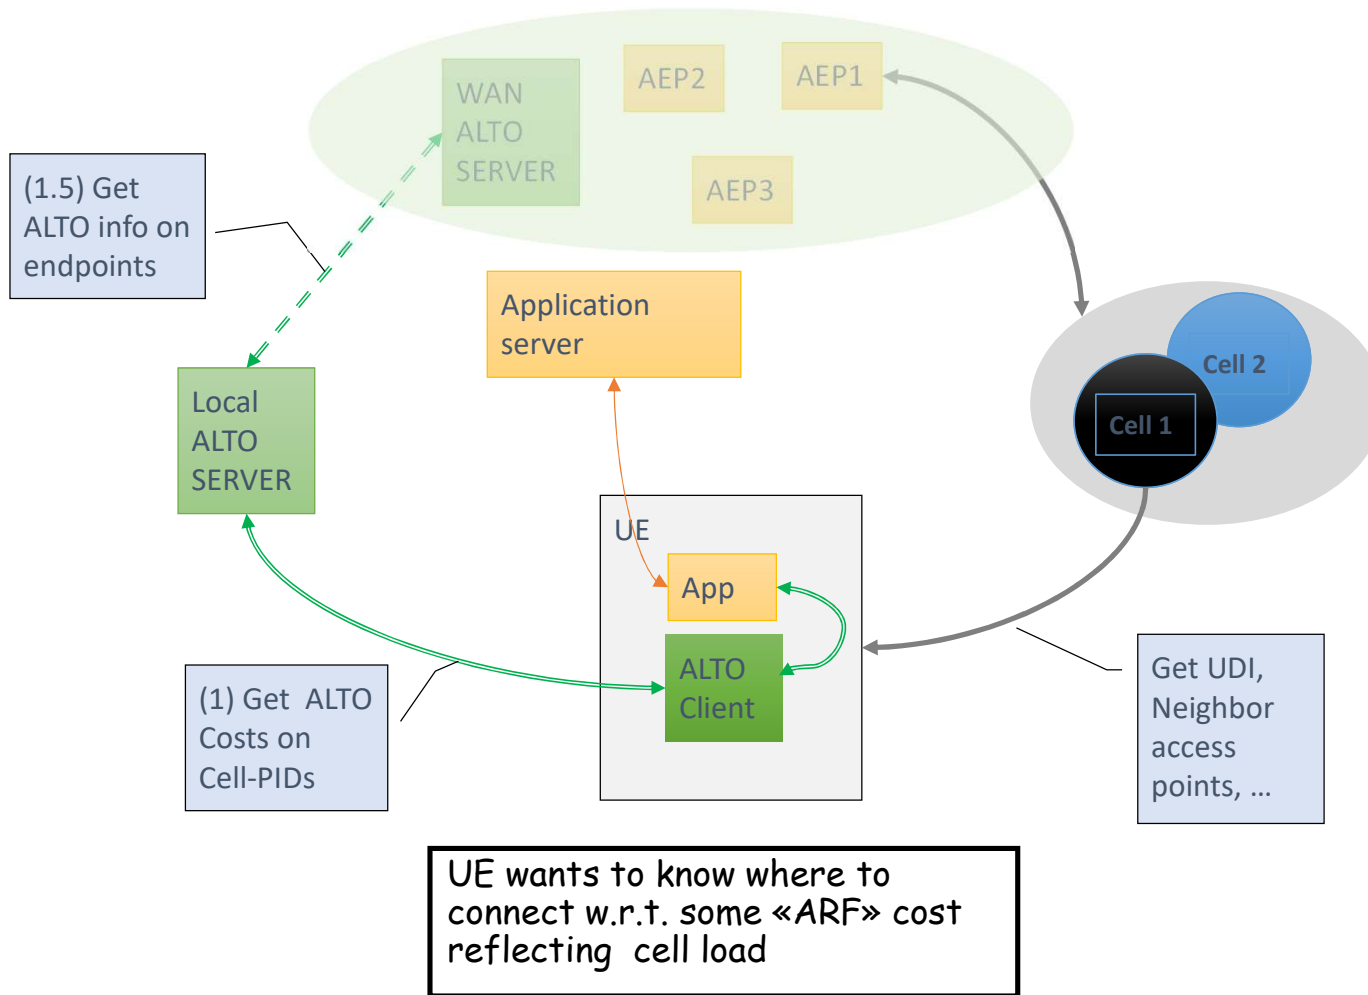 WAN
ALTO
SERVER
AEP2
AEP1
AEP3
(1.5) Get
ALTO info on
endpoints
Application
server
Cell 2
Cell 1
Local
ALTO
SERVER
UE
App
ALTO
Client
(1) Get ALTO
Costs on
Cell-PIDs
Get UDI,
Neighbor
access
points, ...
UE wants to know where to
connect w.r.t. some «ARF» cost
reflecting cell load